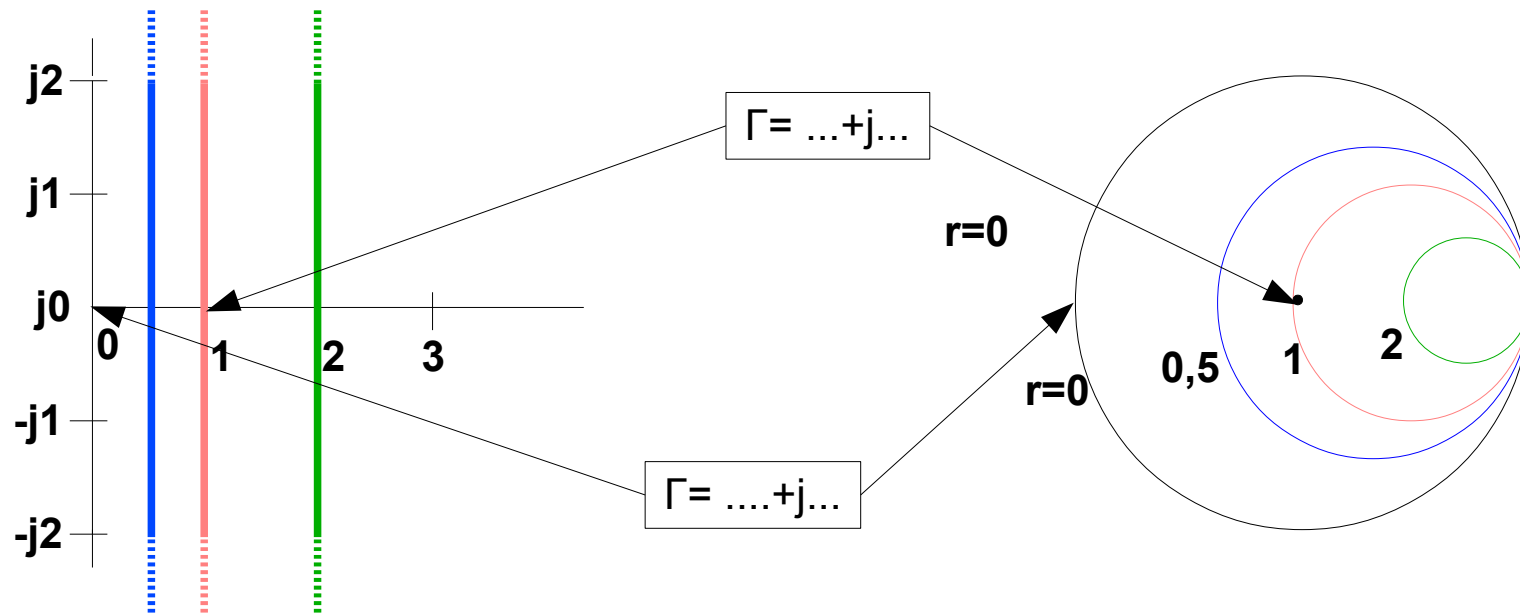 j2
j1
j0
-j1
-j2
0
1
2
3
Γ= ...+j...
r=0
r=0
Γ= ....+j...
0,5
1
2